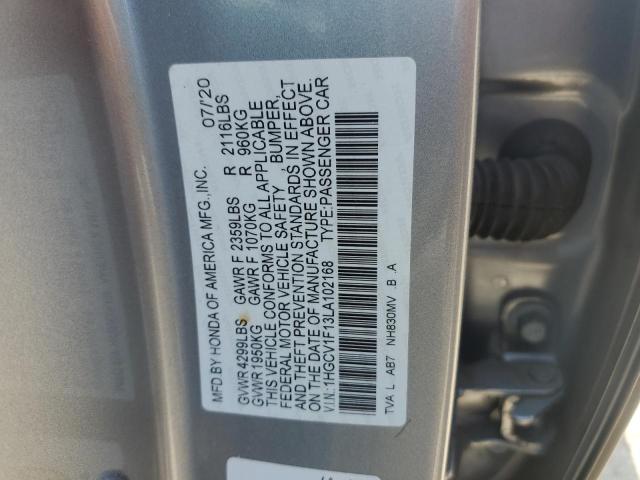 MFD BY HONDA OF AMERICA MFG., INC. 07/'20
GVWR 4299LBS GAWR F 2359LBS R 2116LBS
GVWR 1950KG GAWR F 1070KG R 960KG
THIS VEHICLE CONFORMS TO ALL APPLICABLE
FEDERAL MOTOR VEHICLE SAFETY , BUMPER,
AND THEFT PREVENTION STANDARDS IN EFFECT
ON THE DATE OF MANUFACTURE SHOWN ABOVE.
V.I.N.:1HGCV1F13LA102168 TYPE:PASSENGER CAR
TVA L AB7 NH830MV B .A